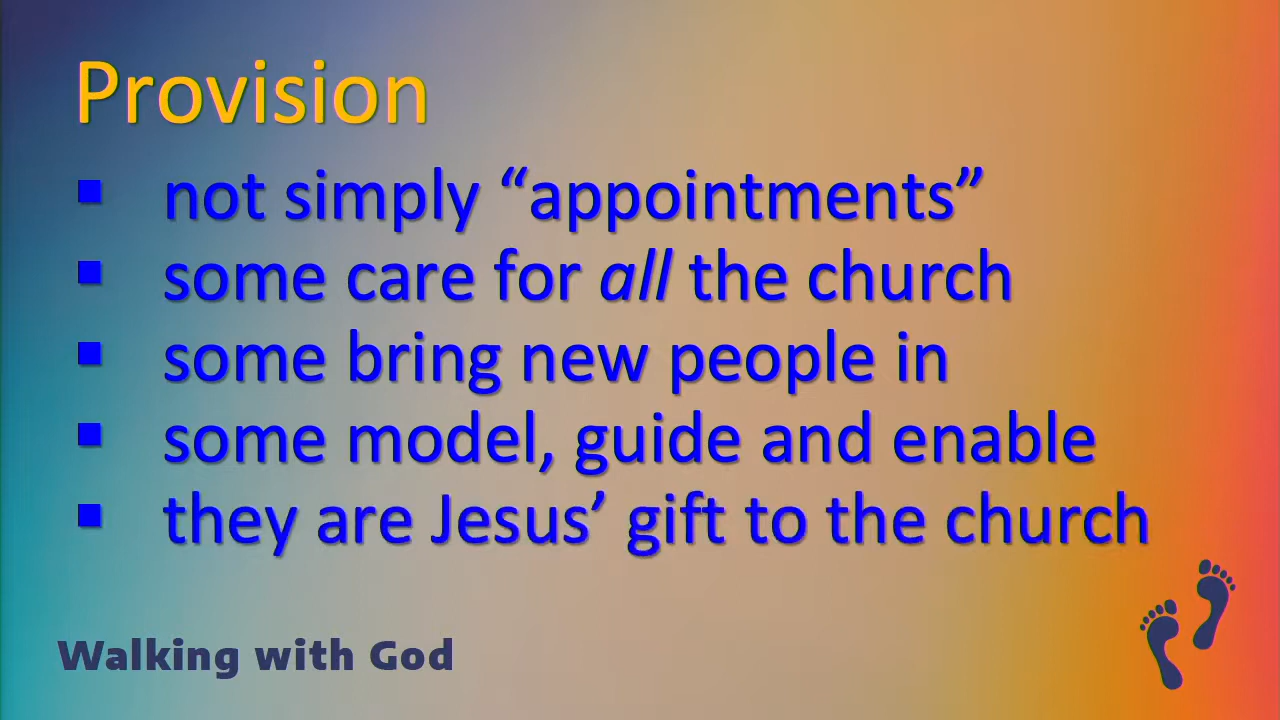 Provision
▪ not simply “appointments”
▪ some care for all the church
▪ some bring new people in
▪ some model, guide and enable
▪ they are Jesus’ gift to the church
Walking with God